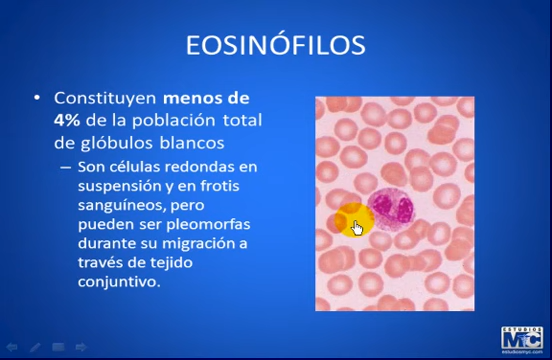 EOSINÓFILOS
• Constituyen menos de
4% de la población total
de glóbulos blancos
– Son células redondas en
suspensión y en frotis
sanguíneos, pero
pueden ser pleomorfas
durante su migración a
través de tejido
conjuntivo.
ESTUDIOS
MyC
estudiosmyc.com